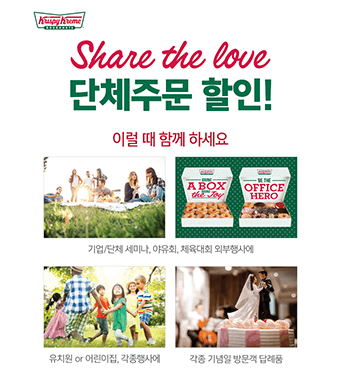 Krispy Kreme
DOUGHNUTS
Share the love
단체주문 할인!
이럴 때 함께 하세요
A BOX
the Joy
BE THE
OFFICE
HERO
기업/단체 세미나, 야유회, 체육대회 외부행사에
유치원 or 어린이집, 각종행사에
각종 기념일 방문객 답례품